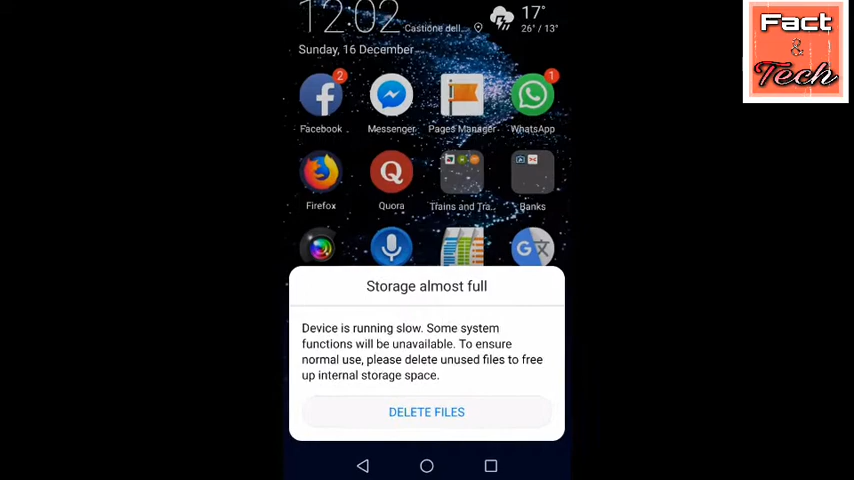 12:02
Castione dell...
17°
26° / 13°
Sunday, 16 December
Fact
&
Tech
2
1
Facebook
Messenger
Pages Manager
WhatsApp
Firefox
Quora
Trains and Tra..
Banks
Storage almost full
Device is running slow. Some system
functions will be unavailable. To ensure
normal use, please delete unused files to free
up internal storage space.
DELETE FILES